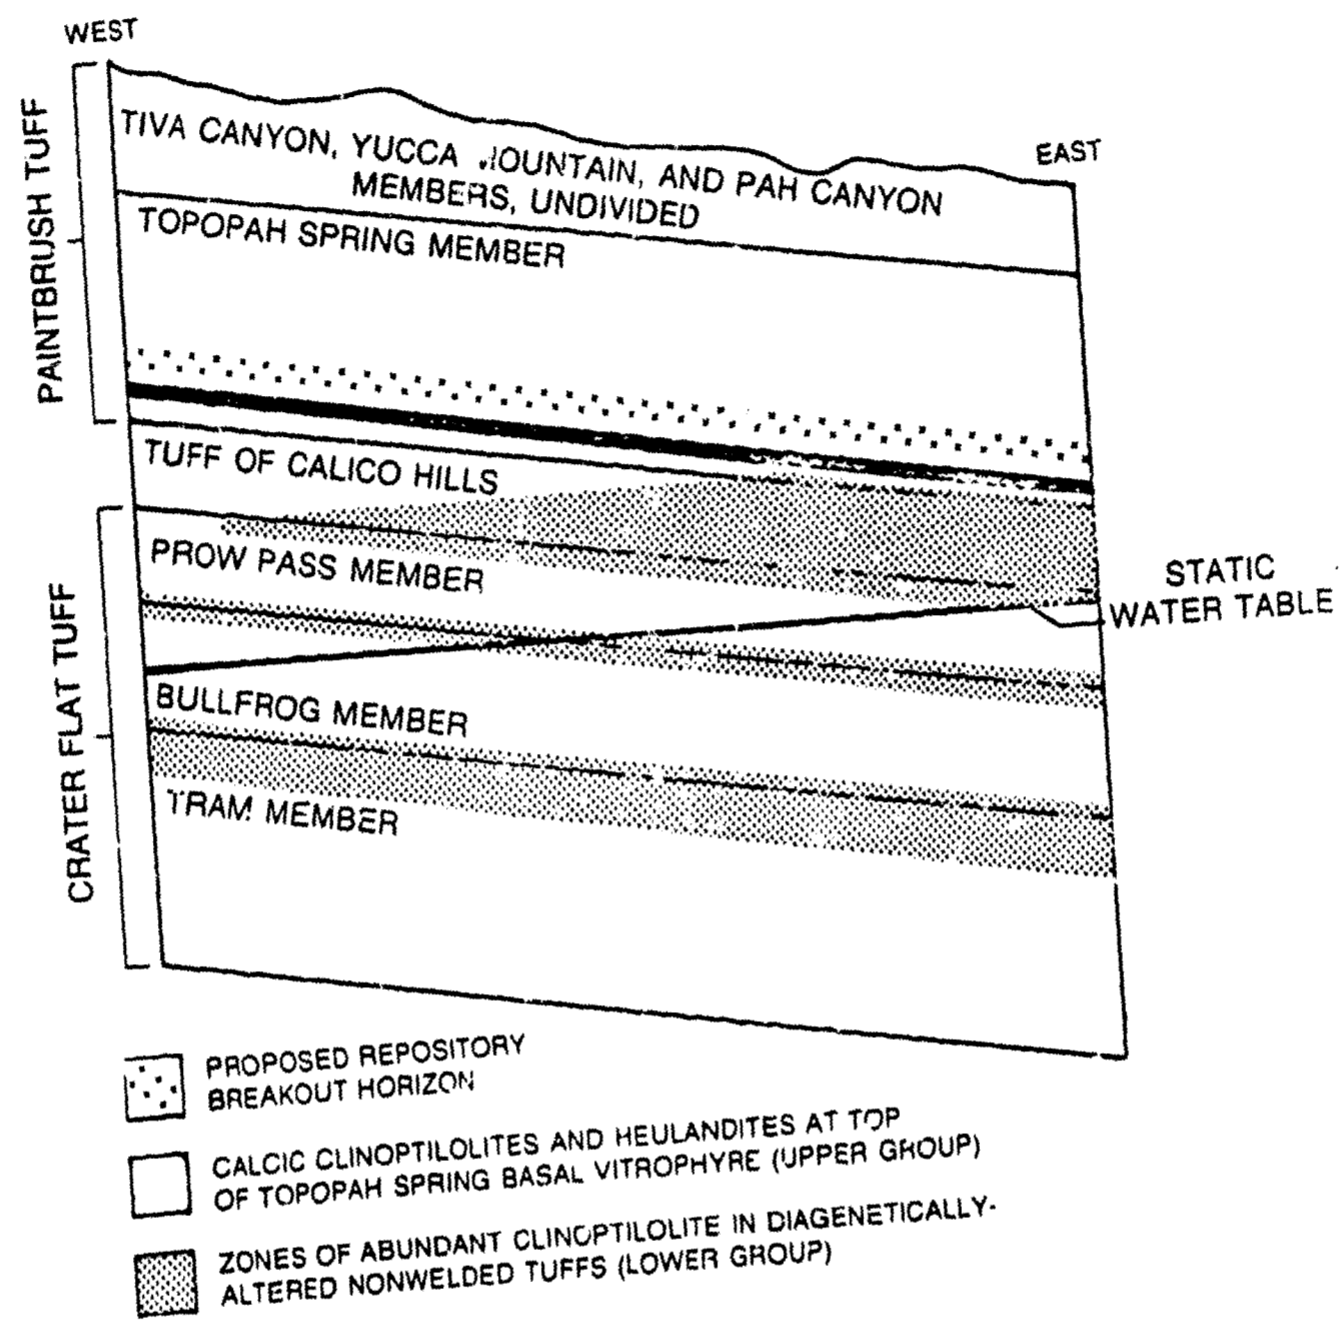 WEST
EAST
PAINTBRUSH TUFF
TIVA CANYON, YUCCA MOUNTAIN, AND PAH CANYON
MEMBERS, UNDIVIDED
TOPOPAH SPRING MEMBER
TUFF OF CALICO HILLS
CRATER FLAT TUFF
PROW PASS MEMBER
STATIC
WATER TABLE
BULLFROG MEMBER
TRAM MEMBER
PROPOSED REPOSITORY
BREAKOUT HORIZON
CALCIC CLINOPTILOLITES AND HEULANDITES AT TOP
OF TOPOPAH SPRING BASAL VITROPHYRE (UPPER GROUP)
ZONES OF ABUNDANT CLINOPTILOLITE IN DIAGENETICALLY-
ALTERED NONWELDED TUFFS (LOWER GROUP)